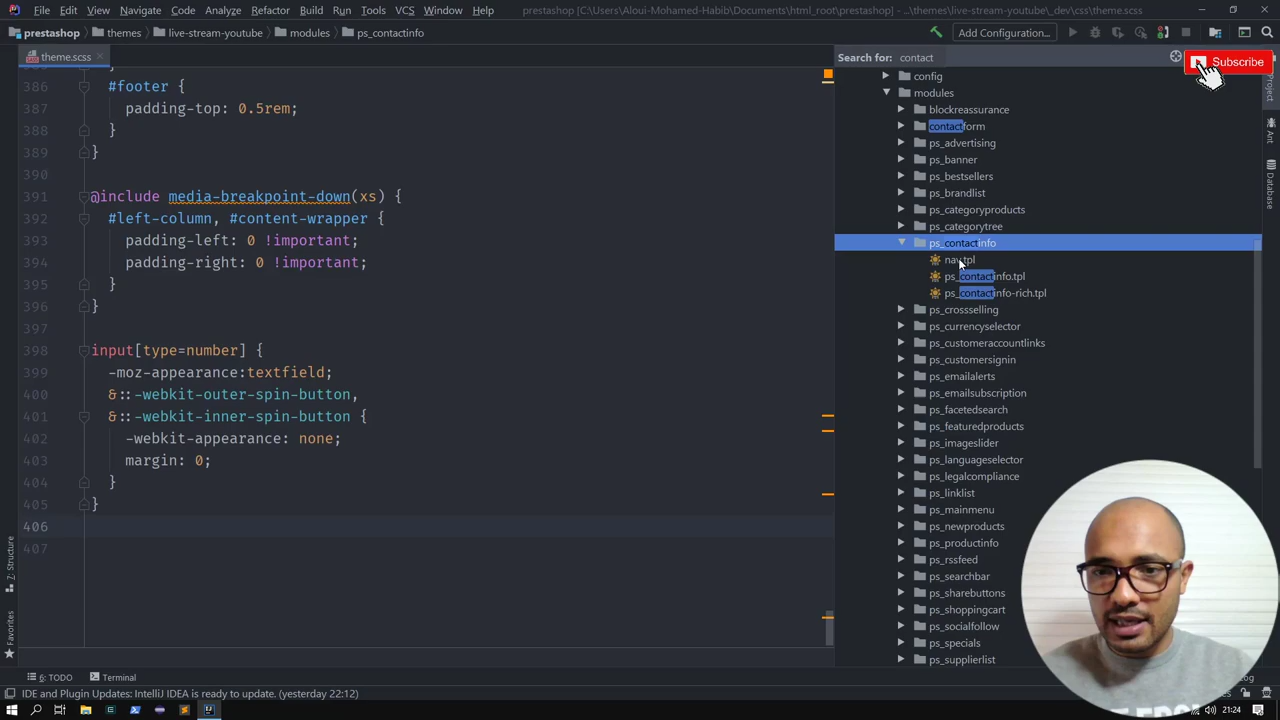 File Edit View Navigate Code Analyze Refactor Build Run Tools VCS Window Help
prestashop [C:\Users\Aloui-Mohamed-Habib\Documents\html_root\prestashop] - ...\themes\live-stream-youtube\_dev\css\theme.scss
prestashop themes live-stream-youtube modules ps_contactinfo
Add Configuration...
theme.scss
Search for: contact
Subscribe
386 #footer {
387 padding-top: 0.5rem;
388 }
389 }
390
391 @include media-breakpoint-down(xs) {
392 #left-column, #content-wrapper {
393 padding-left: 0 !important;
394 padding-right: 0 !important;
395 }
396 }
397
398 input[type=number] {
399 -moz-appearance:textfield;
400 &::-webkit-outer-spin-button,
401 &::-webkit-inner-spin-button {
402 -webkit-appearance: none;
403 margin: 0;
404 }
405 }
406
407
config
modules
blockreassurance
contactform
ps_advertising
ps_banner
ps_bestsellers
ps_brandlist
ps_categoryproducts
ps_categorytree
ps_contactinfo
nav.tpl
ps_contactinfo.tpl
ps_contactinfo-rich.tpl
ps_crossselling
ps_currencyselector
ps_customeraccountlinks
ps_customersignin
ps_emailalerts
ps_emailsubscription
ps_facetedsearch
ps_featuredproducts
ps_imageslider
ps_languageselector
ps_legalcompliance
ps_linklist
ps_mainmenu
ps_newproducts
ps_productinfo
ps_rssfeed
ps_searchbar
ps_sharebuttons
ps_shoppingcart
ps_socialfollow
ps_specials
ps_supplierlist
Project
Ant
Database
Z: Structure
Favorites
6: TODO Terminal
IDE and Plugin Updates: IntelliJ IDEA is ready to update. (yesterday 22:12)
21:24